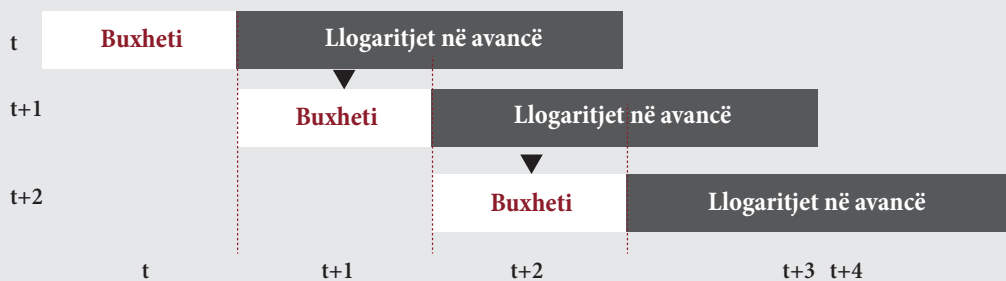 t Buxheti Llogaritjet në avancë
t+1 Buxheti Llogaritjet në avancë
t+2 Buxheti Llogaritjet në avancë
t t+1 t+2 t+3 t+4